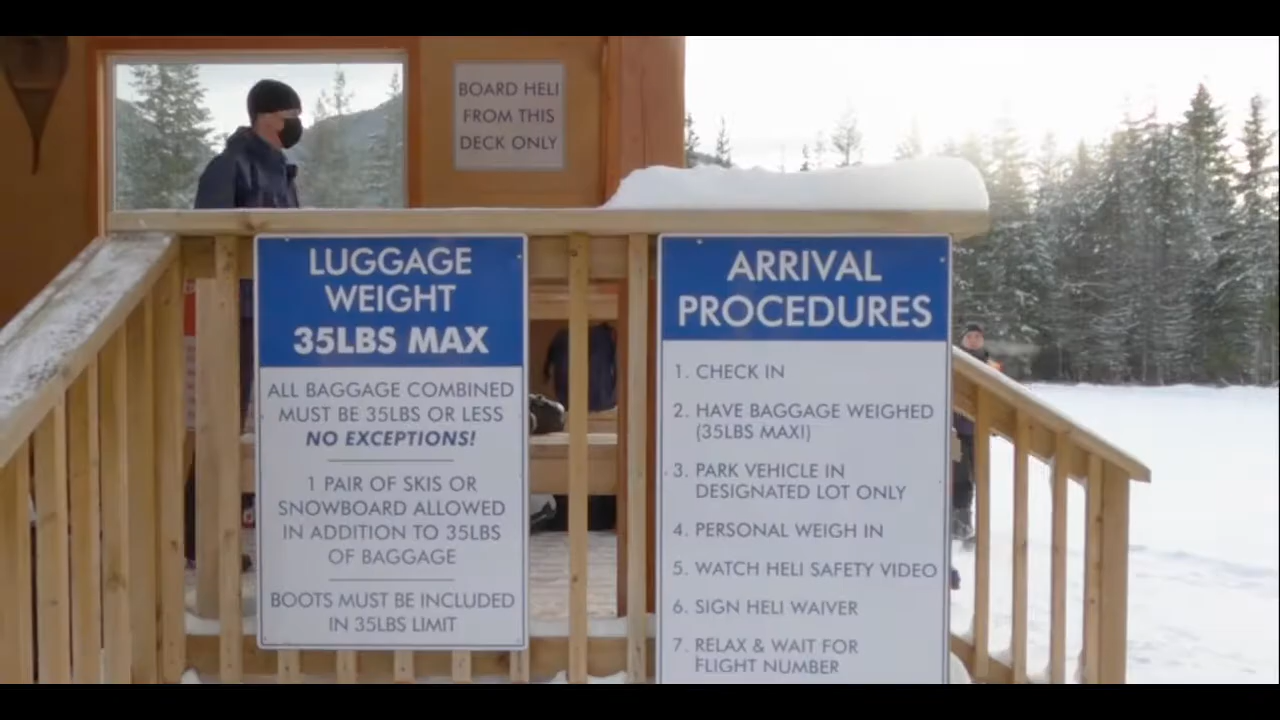 BOARD HELI
FROM THIS
DECK ONLY
LUGGAGE
WEIGHT
35LBS MAX
ALL BAGGAGE COMBINED
MUST BE 35LBS OR LESS
NO EXCEPTIONS!
1 PAIR OF SKIS OR
SNOWBOARD ALLOWED
IN ADDITION TO 35LBS
OF BAGGAGE
BOOTS MUST BE INCLUDED
IN 35LBS LIMIT
ARRIVAL
PROCEDURES
1. CHECK IN
2. HAVE BAGGAGE WEIGHED
(35LBS MAX!)
3. PARK VEHICLE IN
DESIGNATED LOT ONLY
4. PERSONAL WEIGH IN
5. WATCH HELI SAFETY VIDEO
6. SIGN HELI WAIVER
7. RELAX & WAIT FOR
FLIGHT NUMBER